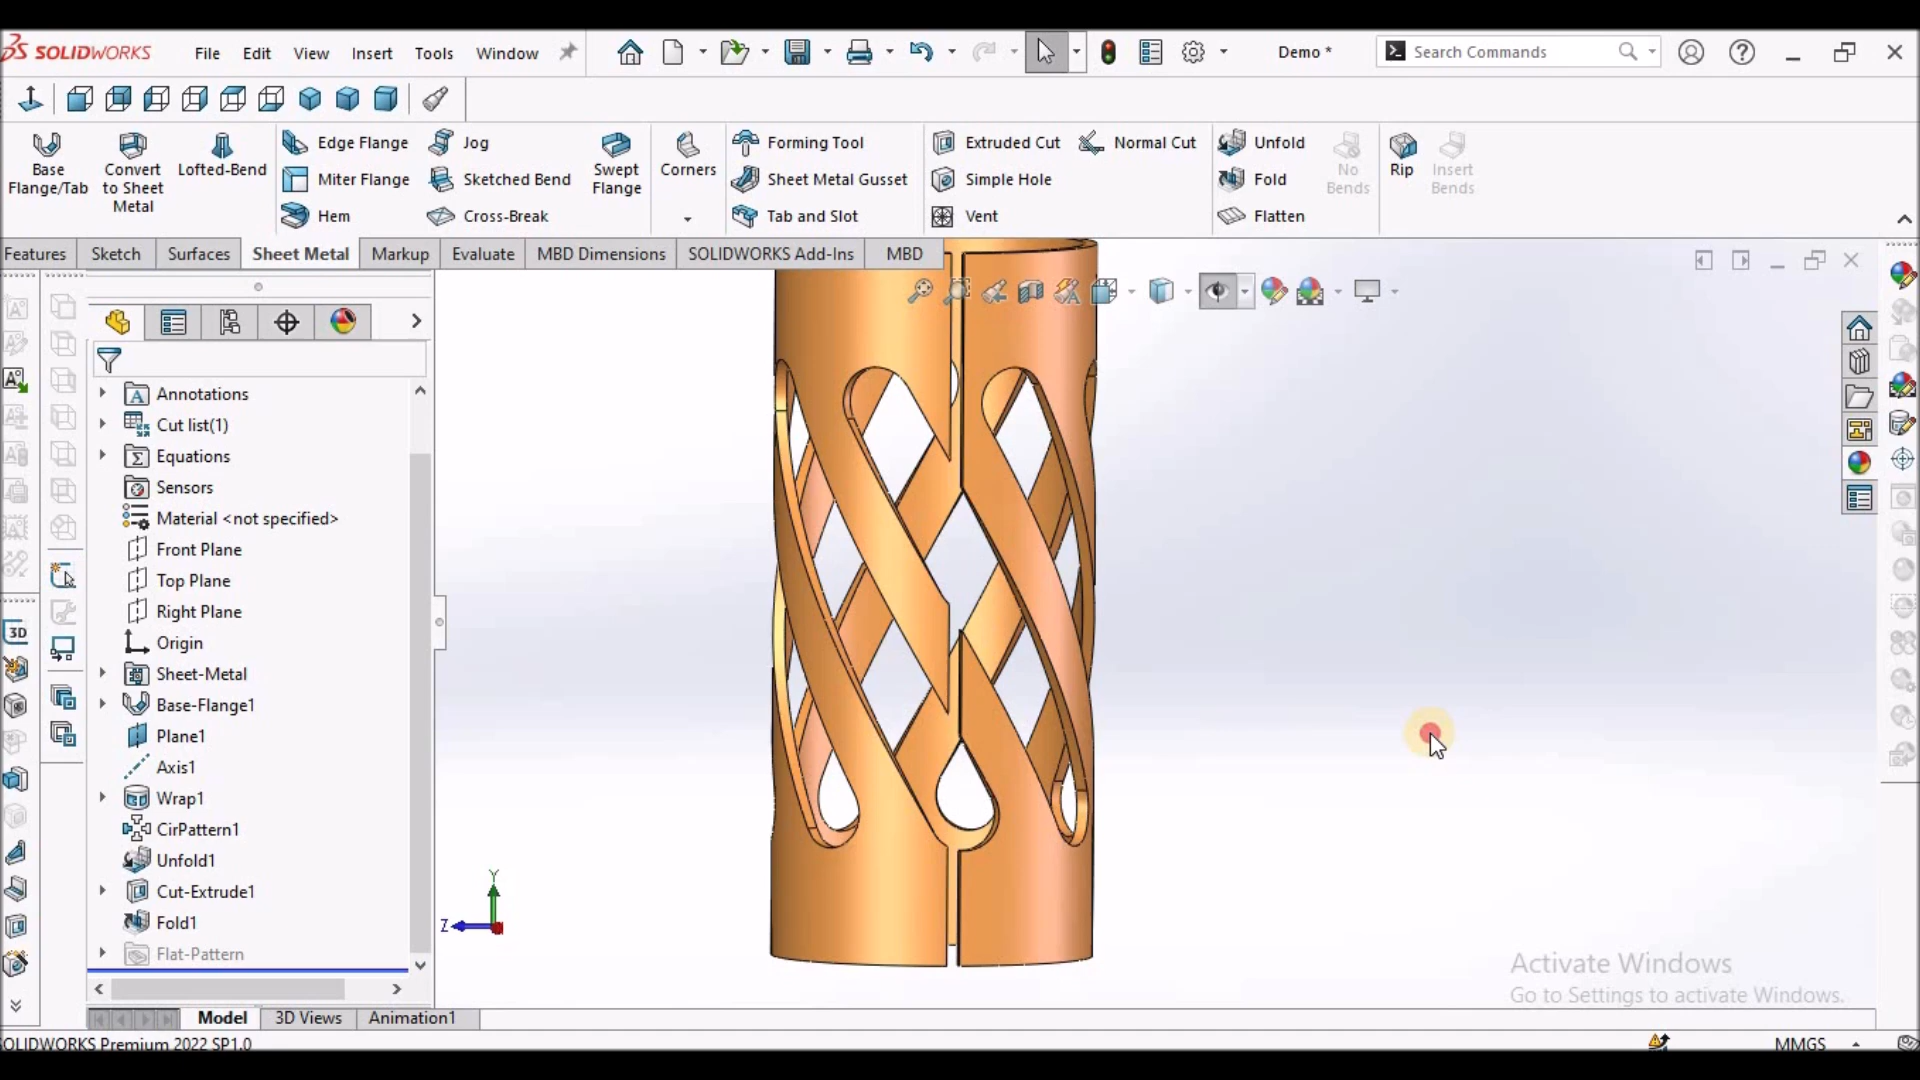 SOLIDWORKS File Edit View Insert Tools Window Demo * Search Commands
Base Flange/Tab
Convert to Sheet Metal
Lofted-Bend
Edge Flange
Miter Flange
Hem
Jog
Sketched Bend
Cross-Break
Swept Flange
Corners
Forming Tool
Sheet Metal Gusset
Tab and Slot
Extruded Cut
Simple Hole
Vent
Normal Cut
Unfold
Fold
Flatten
No Bends
Rip
Insert Bends
Features Sketch Surfaces Sheet Metal Markup Evaluate MBD Dimensions SOLIDWORKS Add-Ins MBD
Annotations
Cut list(1)
Equations
Sensors
Material <not specified>
Front Plane
Top Plane
Right Plane
Origin
Sheet-Metal
Base-Flange1
Plane1
Axis1
Wrap1
CirPattern1
Unfold1
Cut-Extrude1
Fold1
Flat-Pattern
3D
Y
Z
Activate Windows
Go to Settings to activate Windows.
Model 3D Views Animation1
SOLIDWORKS Premium 2022 SP1.0 MMGS